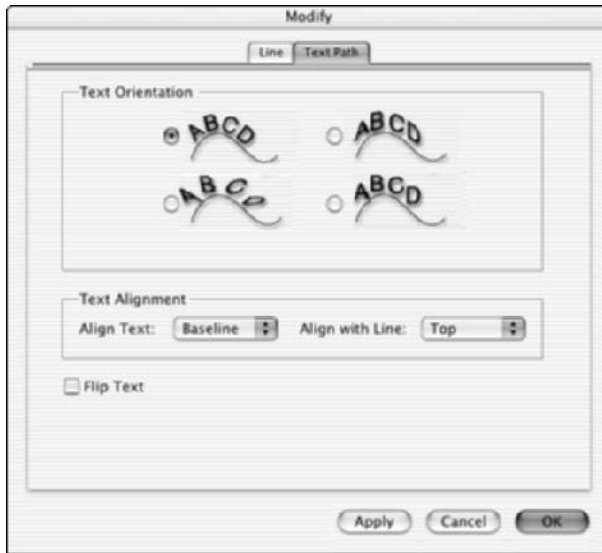 Modify
Line Text Path
Text Orientation
ABCD ABCD
ABCD ABCD
Text Alignment
Align Text: Baseline Align with Line: Top
Flip Text
Apply Cancel OK